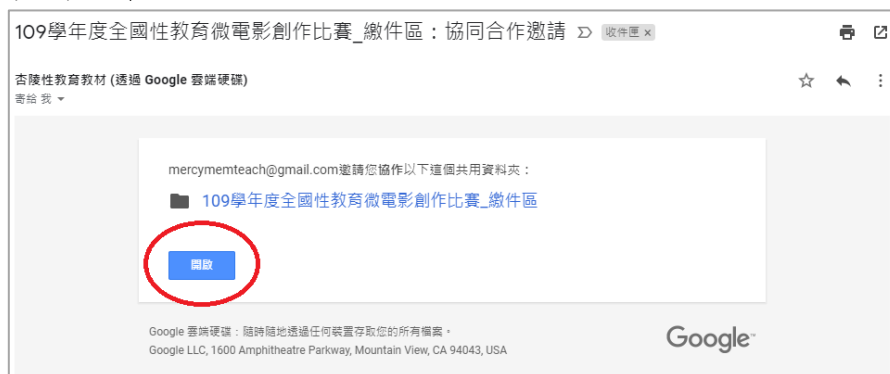 109學年度全國性教育微電影創作比賽_繳件區：協同合作邀請 收件匣 x
杏陵性教育教材 (透過 Google 雲端硬碟)
寄給 我
mercymemteach@gmail.com邀請您協作以下這個共用資料夾：
109學年度全國性教育微電影創作比賽_繳件區
開啟
Google 雲端硬碟：隨時隨地透過任何裝置存取您的所有檔案。
Google LLC, 1600 Amphitheatre Parkway, Mountain View, CA 94043, USA
Google